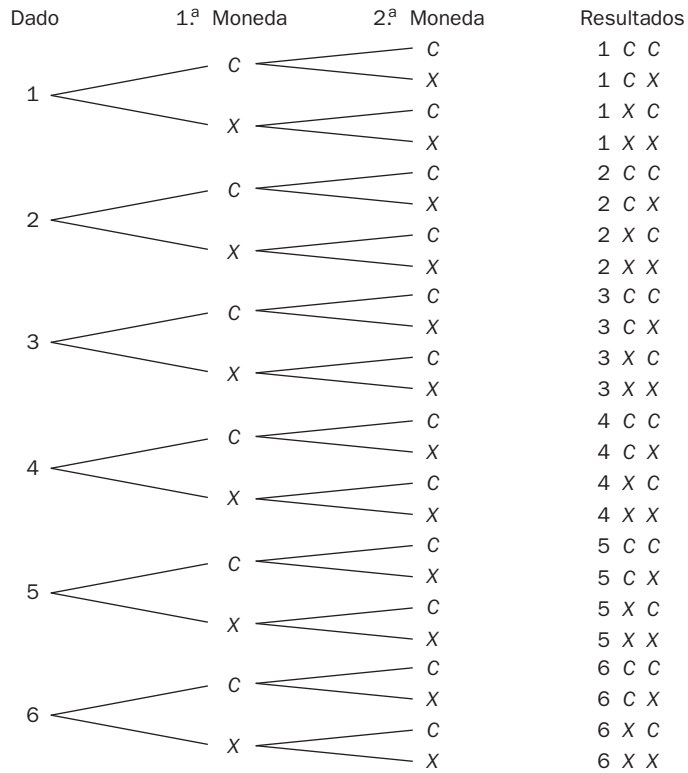 Dado 1.ª Moneda 2.ª Moneda Resultados
C 1 C C
C
X 1 C X
1
C 1 X C
X
X 1 X X
C 2 C C
C
X 2 C X
2
C 2 X C
X
X 2 X X
C 3 C C
C
X 3 C X
3
C 3 X C
X
X 3 X X
C 4 C C
C
X 4 C X
4
C 4 X C
X
X 4 X X
C 5 C C
C
X 5 C X
5
C 5 X C
X
X 5 X X
C 6 C C
C
X 6 C X
6
C 6 X C
X
X 6 X X